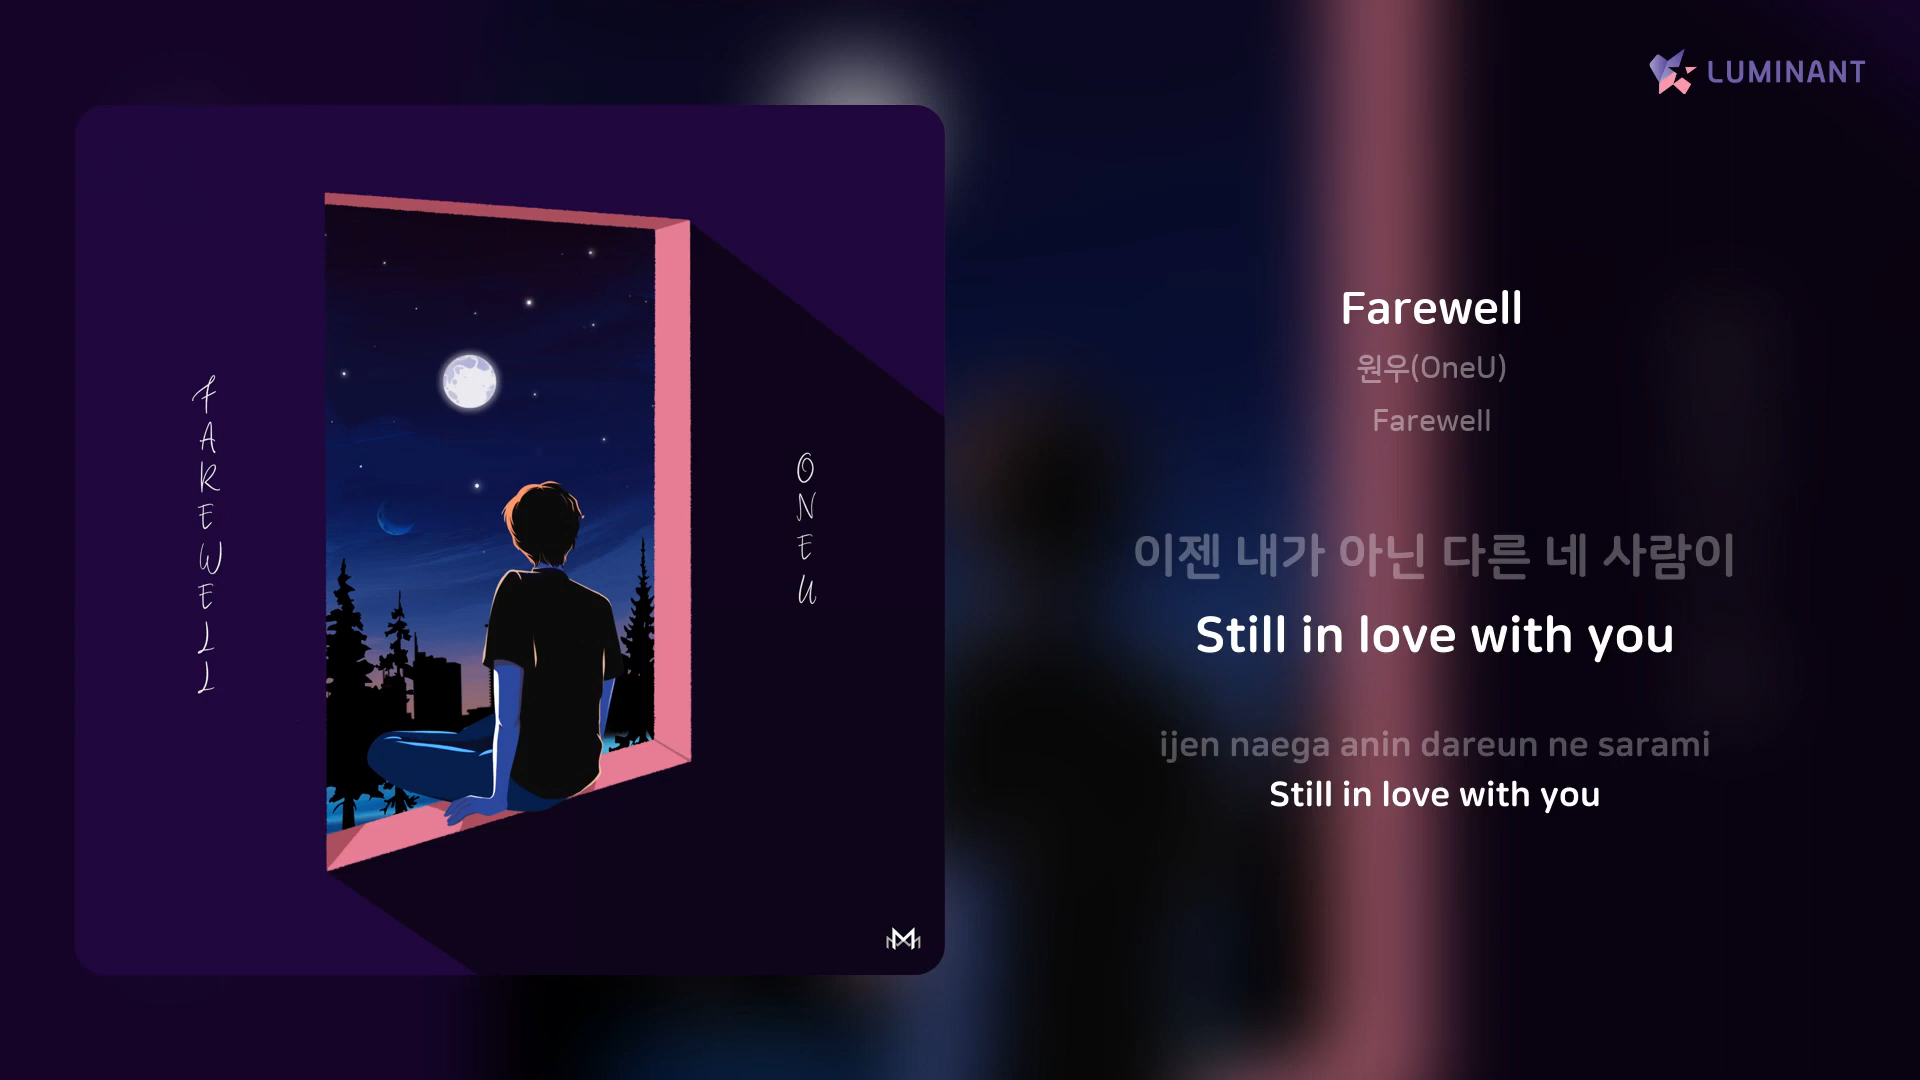 LUMINANT
FAREWELL
ONEU
Farewell
원우(OneU)
Farewell
이젠 내가 아닌 다른 네 사람이
Still in love with you
ijen naega anin dareun ne sarami
Still in love with you